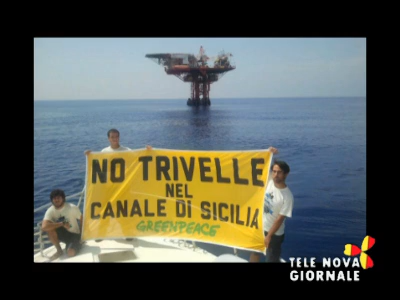 NO TRIVELLE
NEL
CANALE DI SICILIA
GREENPEACE
TELE NOVA
GIORNALE